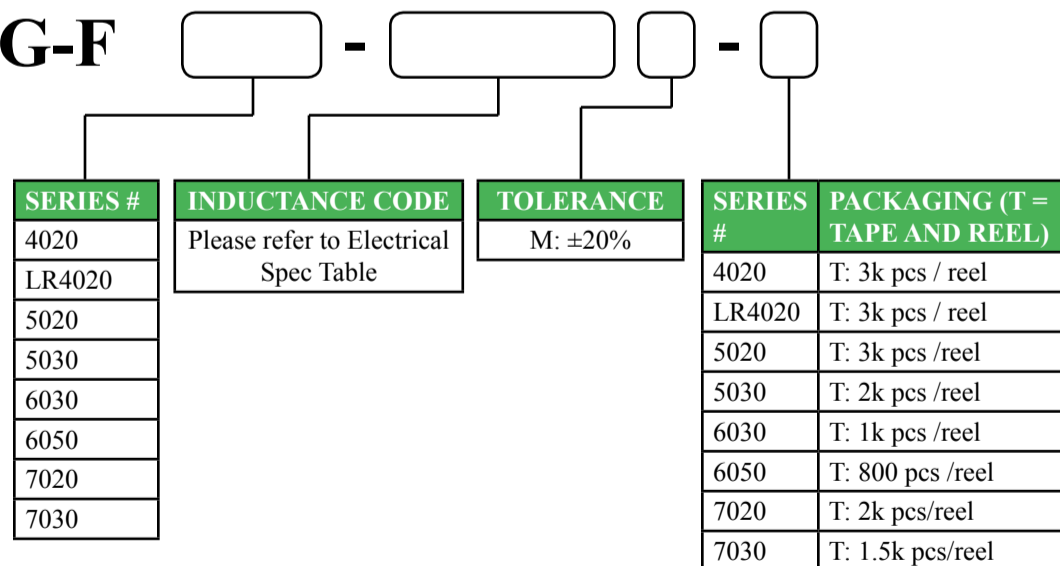 G-F - -
SERIES #
4020
LR4020
5020
5030
6030
6050
7020
7030
INDUCTANCE CODE
Please refer to Electrical
Spec Table
TOLERANCE
M: ±20%
SERIES PACKAGING (T =
# TAPE AND REEL)
4020 T: 3k pcs / reel
LR4020 T: 3k pcs / reel
5020 T: 3k pcs /reel
5030 T: 2k pcs /reel
6030 T: 1k pcs /reel
6050 T: 800 pcs /reel
7020 T: 2k pcs/reel
7030 T: 1.5k pcs/reel